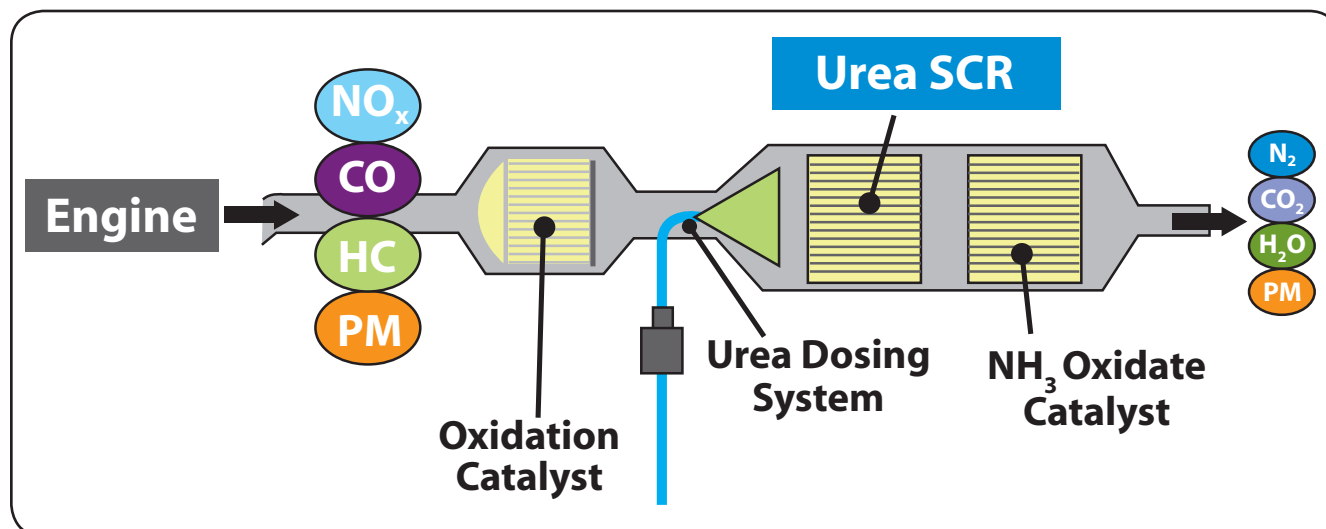 Urea SCR
Engine
NOx
CO
HC
PM
N2
CO2
H2O
PM
Oxidation
Catalyst
Urea Dosing
System
NH3 Oxidate
Catalyst